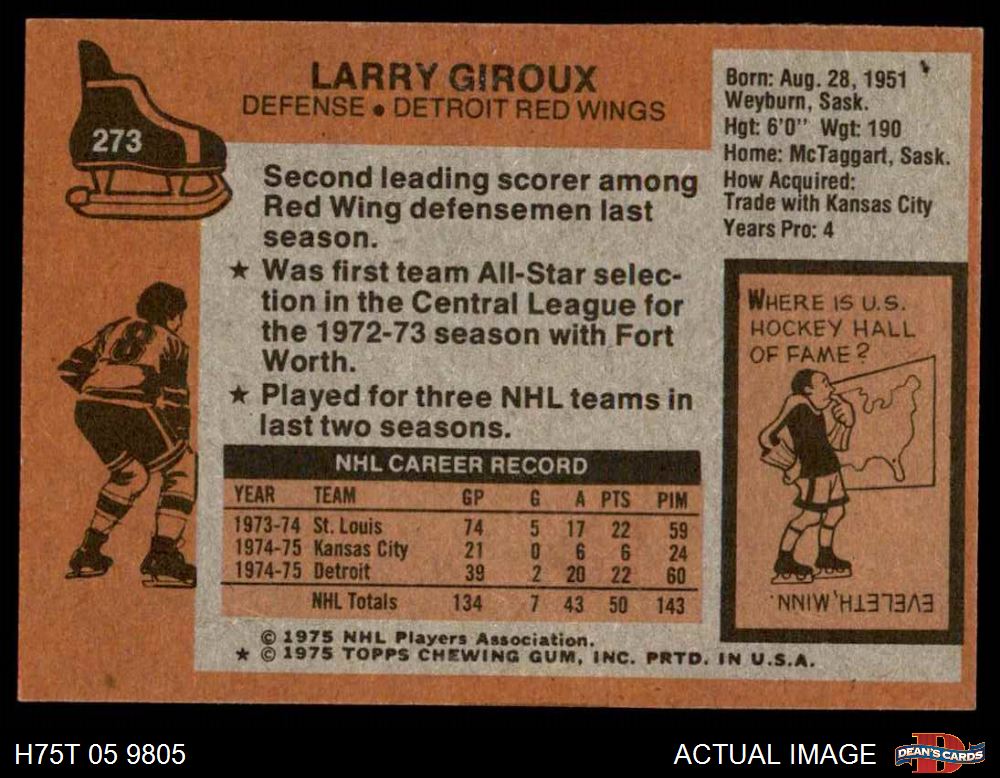 273
LARRY GIROUX
DEFENSE • DETROIT RED WINGS
Born: Aug. 28, 1951
Weyburn, Sask.
Hgt: 6'0" Wgt: 190
Home: McTaggart, Sask.
How Acquired:
Trade with Kansas City
Years Pro: 4
Second leading scorer among
Red Wing defensemen last
season.
★ Was first team All-Star selec-
tion in the Central League for
the 1972-73 season with Fort
Worth.
★ Played for three NHL teams in
last two seasons.
8
NHL CAREER RECORD
YEAR TEAM GP G A PTS PIM
1973-74 St. Louis 74 5 17 22 59
1974-75 Kansas City 21 0 6 6 24
1974-75 Detroit 39 2 20 22 60
NHL Totals 134 7 43 50 143
WHERE IS U.S.
HOCKEY HALL
OF FAME?
EVELETH, MINN.
© 1975 NHL Players Association.
★ © 1975 TOPPS CHEWING GUM, INC. PRTD. IN U.S.A.
H75T 05 9805
ACTUAL IMAGE
D
DEAN'S CARDS